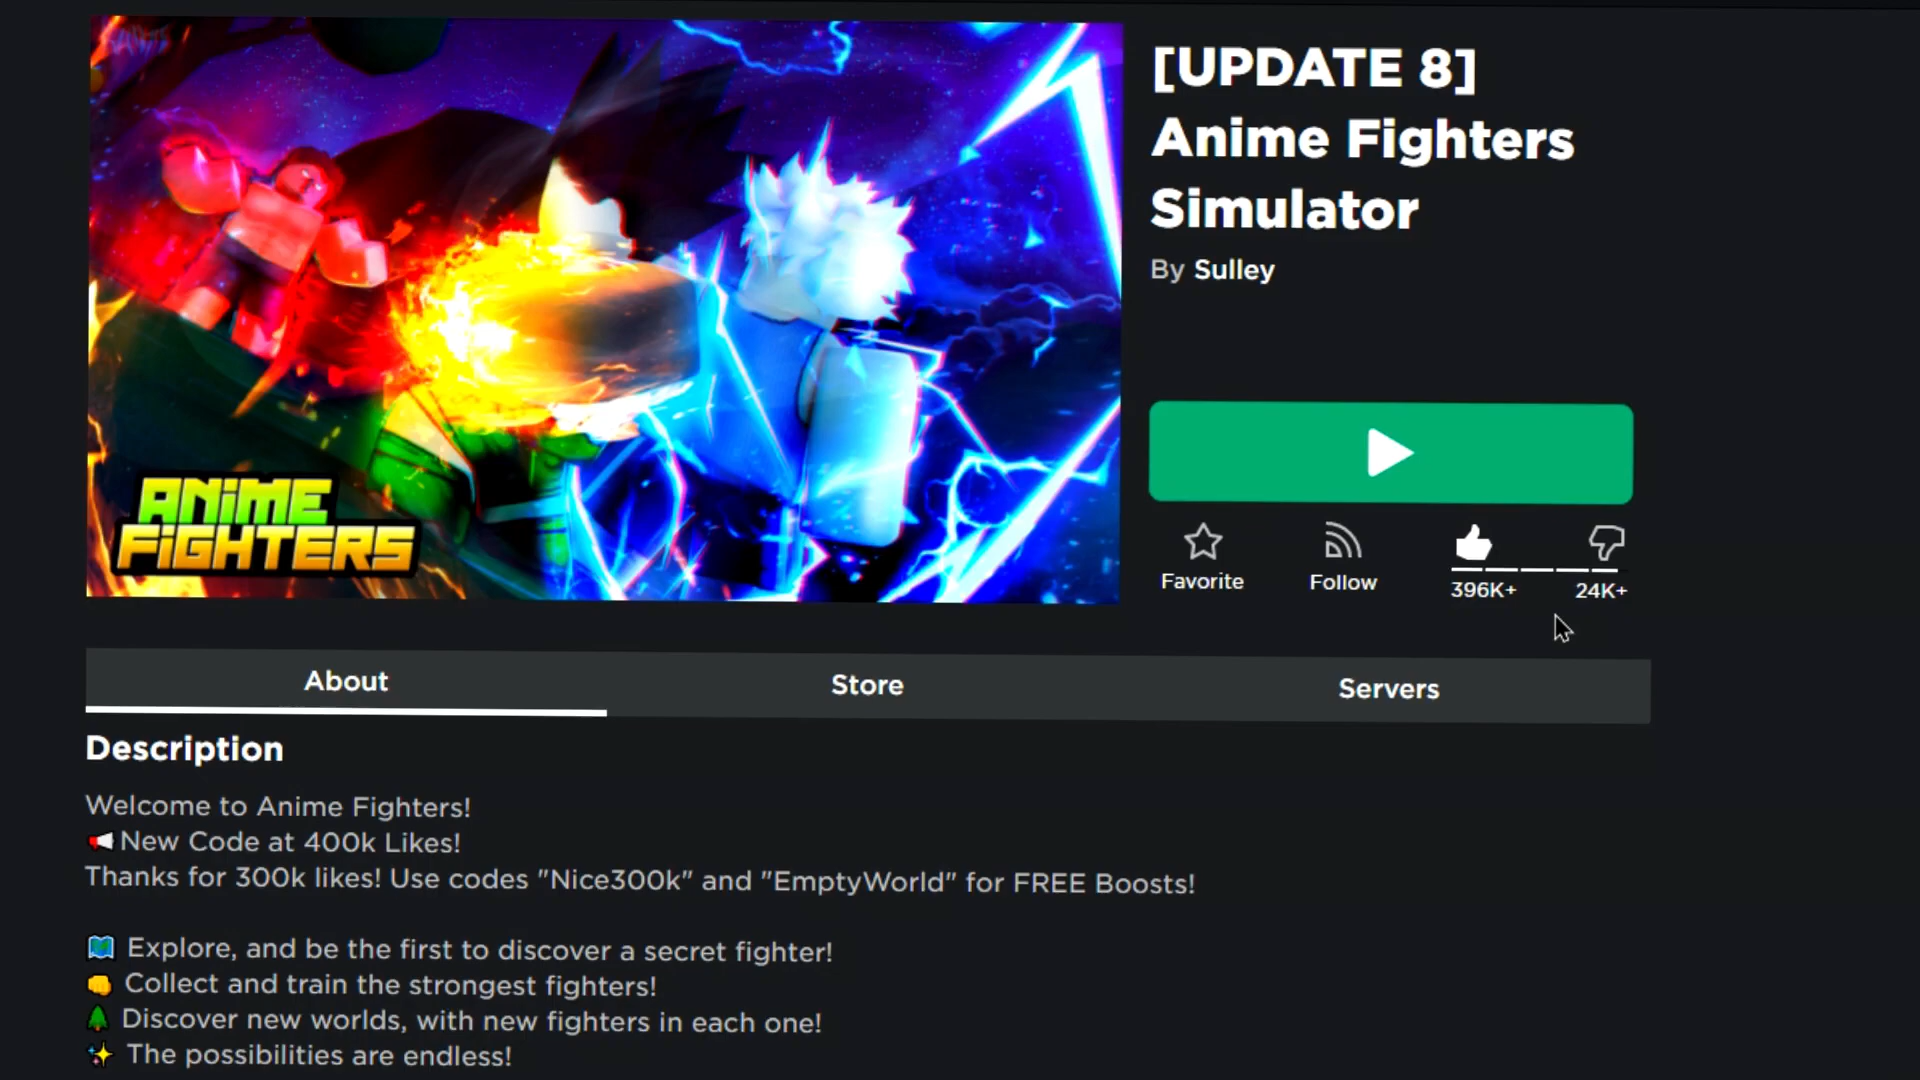 [UPDATE 8]
Anime Fighters
Simulator
By Sulley
ANiME
FiGHTERS
Favorite
Follow
396K+
24K+
About
Store
Servers
Description
Welcome to Anime Fighters!
New Code at 400k Likes!
Thanks for 300k likes! Use codes "Nice300k" and "EmptyWorld" for FREE Boosts!
Explore, and be the first to discover a secret fighter!
Collect and train the strongest fighters!
Discover new worlds, with new fighters in each one!
The possibilities are endless!